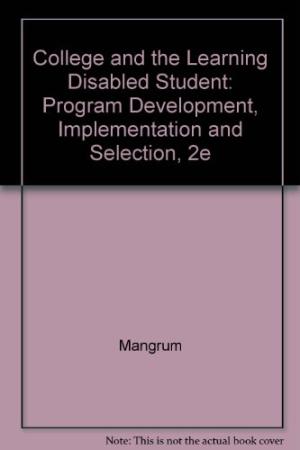 College and the Learning
Disabled Student:
Program Development,
Implementation and
Selection, 2e
Mangrum
Note: This is not the actual book cover